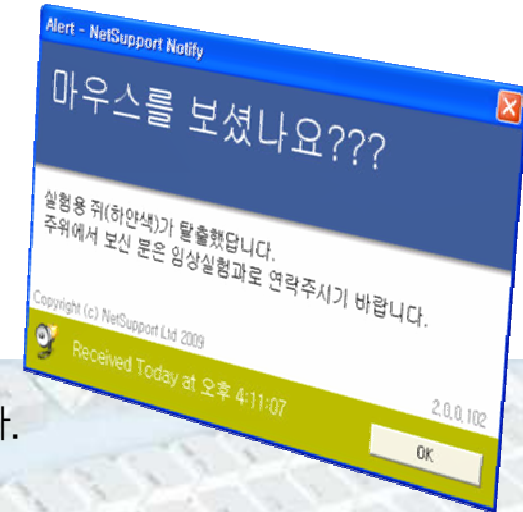 Alert - NetSupport Notify
마우스를 보셨나요???
실험용 쥐(하얀색)가 탈출했답니다.
주위에서 보신 분은 임상실험과로 연락주시기 바랍니다.
Copyright (c) NetSupport Ltd 2009
2,0,0,102
Received Today at 오후 4:11:07
OK